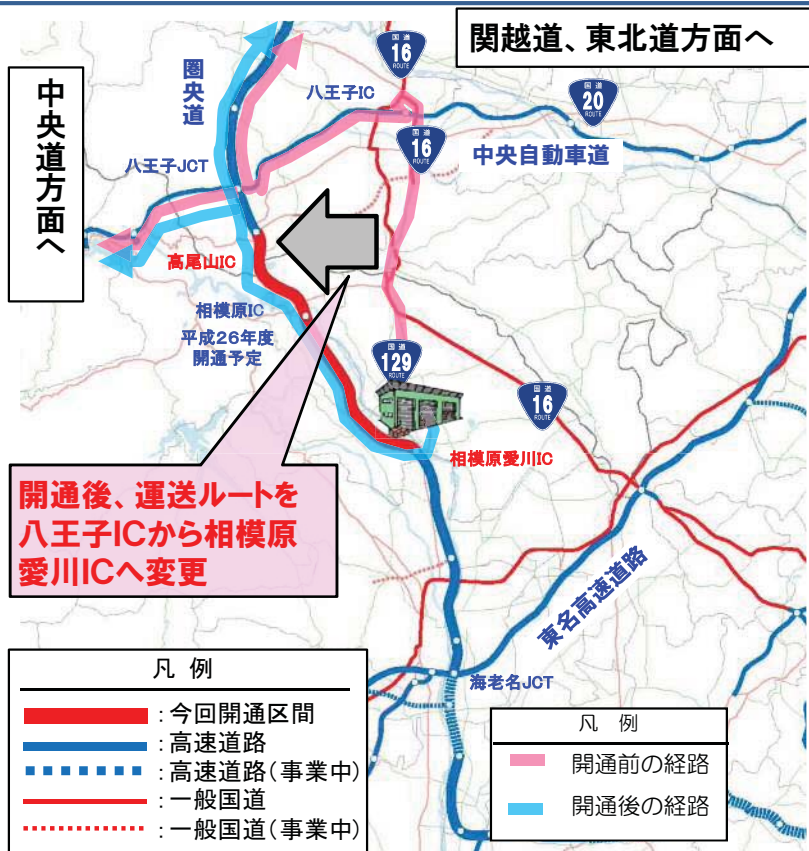 関越道、東北道方面へ
国道
16
ROUTE
中央道方面へ
圏央道
八王子IC
国道
20
ROUTE
国道
16
ROUTE
中央自動車道
八王子JCT
高尾山IC
相模原IC
平成26年度
開通予定
国道
129
ROUTE
国道
16
ROUTE
相模原愛川IC
開通後、運送ルートを
八王子ICから相模原
愛川ICへ変更
東名高速道路
海老名JCT
凡 例
:今回開通区間
:高速道路
:高速道路(事業中)
:一般国道
:一般国道(事業中)
凡 例
開通前の経路
開通後の経路